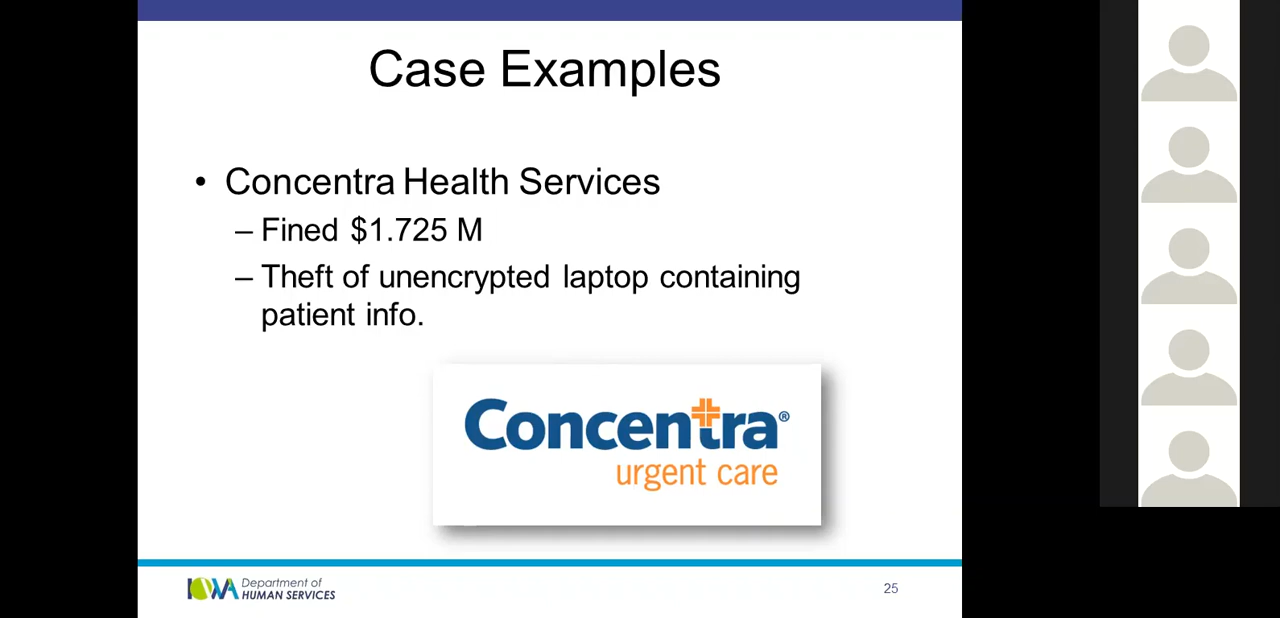 Case Examples
• Concentra Health Services
– Fined $1.725 M
– Theft of unencrypted laptop containing
patient info.
Concentra®
urgent care
IOWA Department of
HUMAN SERVICES
25